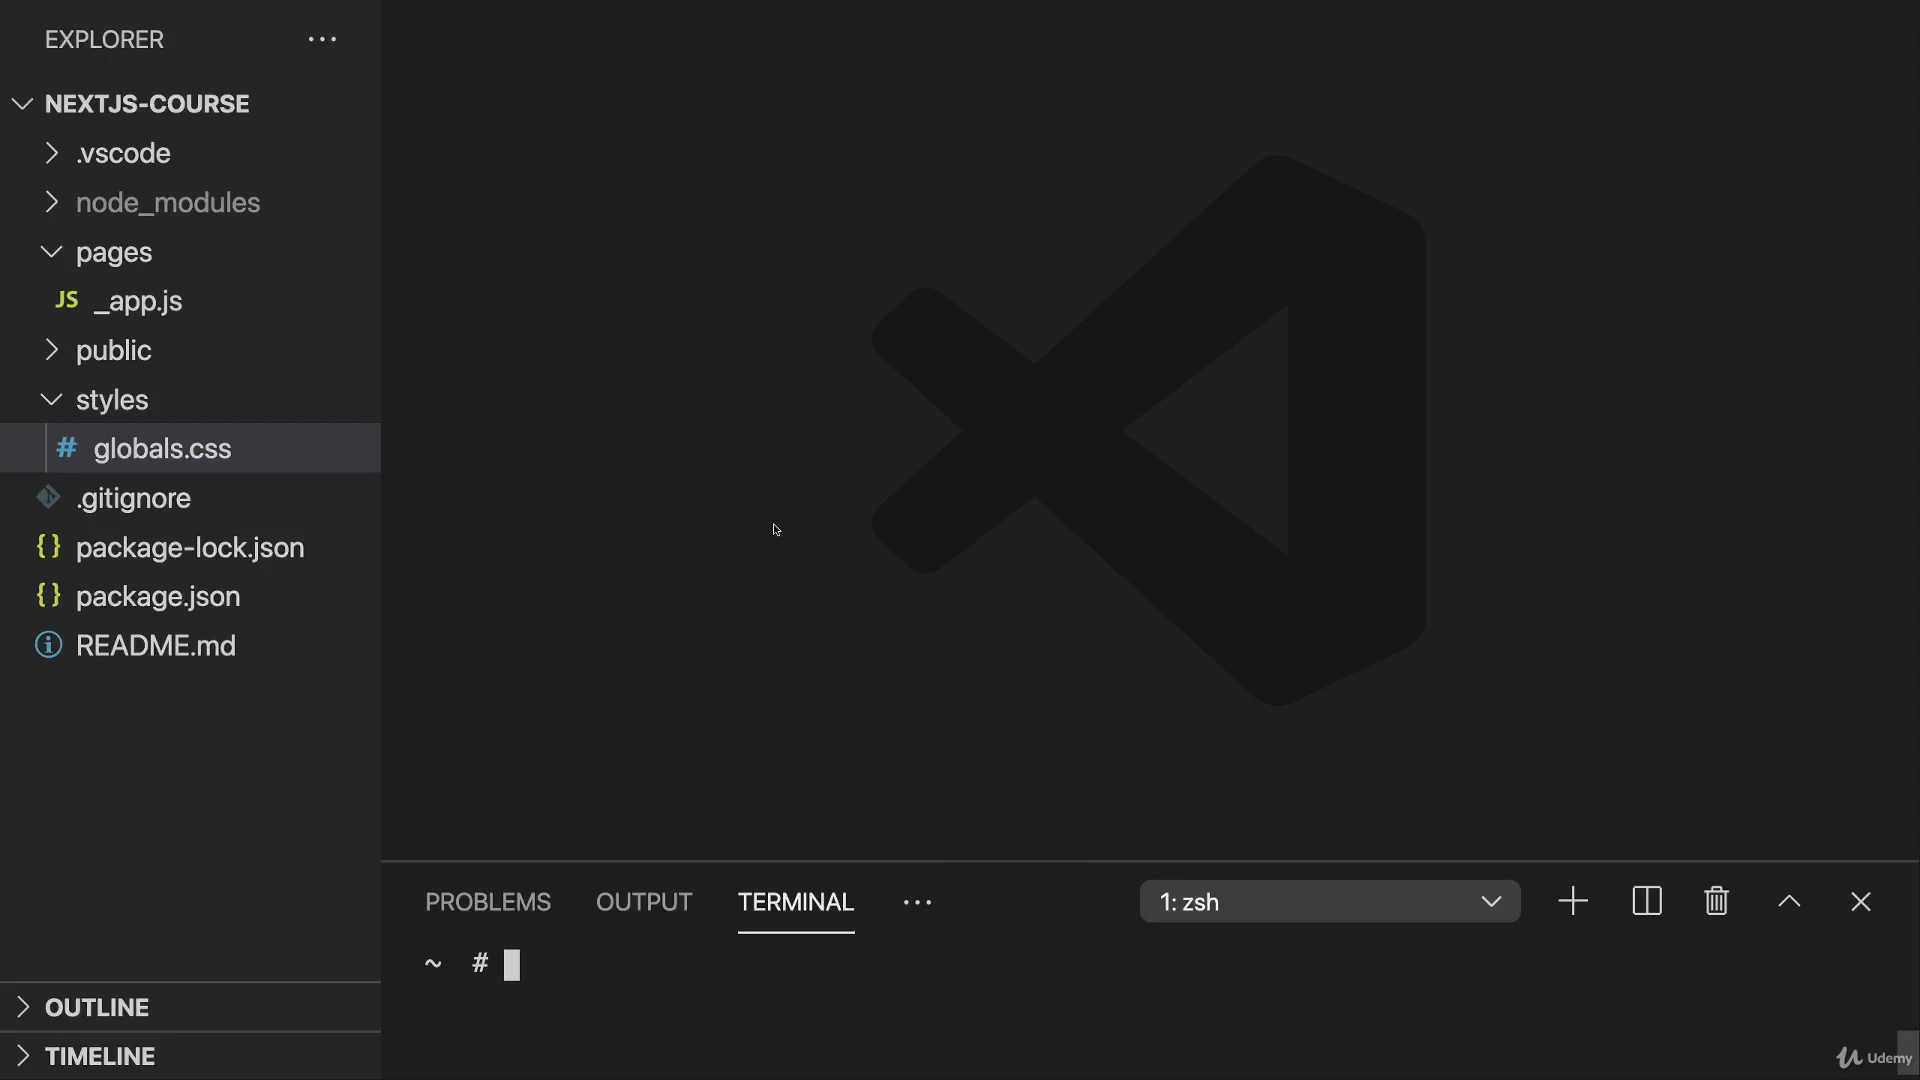 EXPLORER
NEXTJS-COURSE
.vscode
node_modules
pages
JS _app.js
public
styles
# globals.css
.gitignore
{} package-lock.json
{} package.json
README.md
OUTLINE
TIMELINE
PROBLEMS OUTPUT TERMINAL 1: zsh
~ #
Udemy